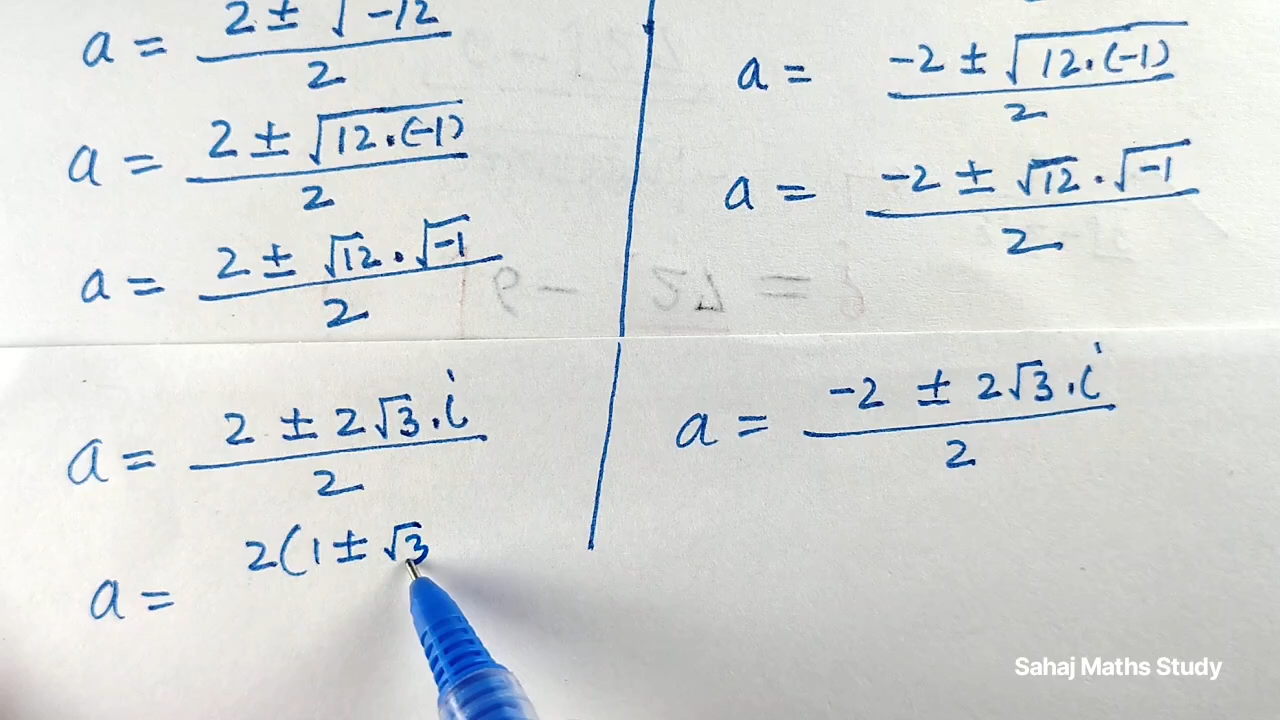 a = (2 ± √-12)/2
a = (2 ± √(12·(-1)))/2
a = (2 ± √12 · √-1)/2
a = (2 ± 2√3 · i)/2
a = 2(1 ± √3
a = (-2 ± √(12·(-1)))/2
a = (-2 ± √12 · √-1)/2
a = (-2 ± 2√3 · i)/2
Sahaj Maths Study